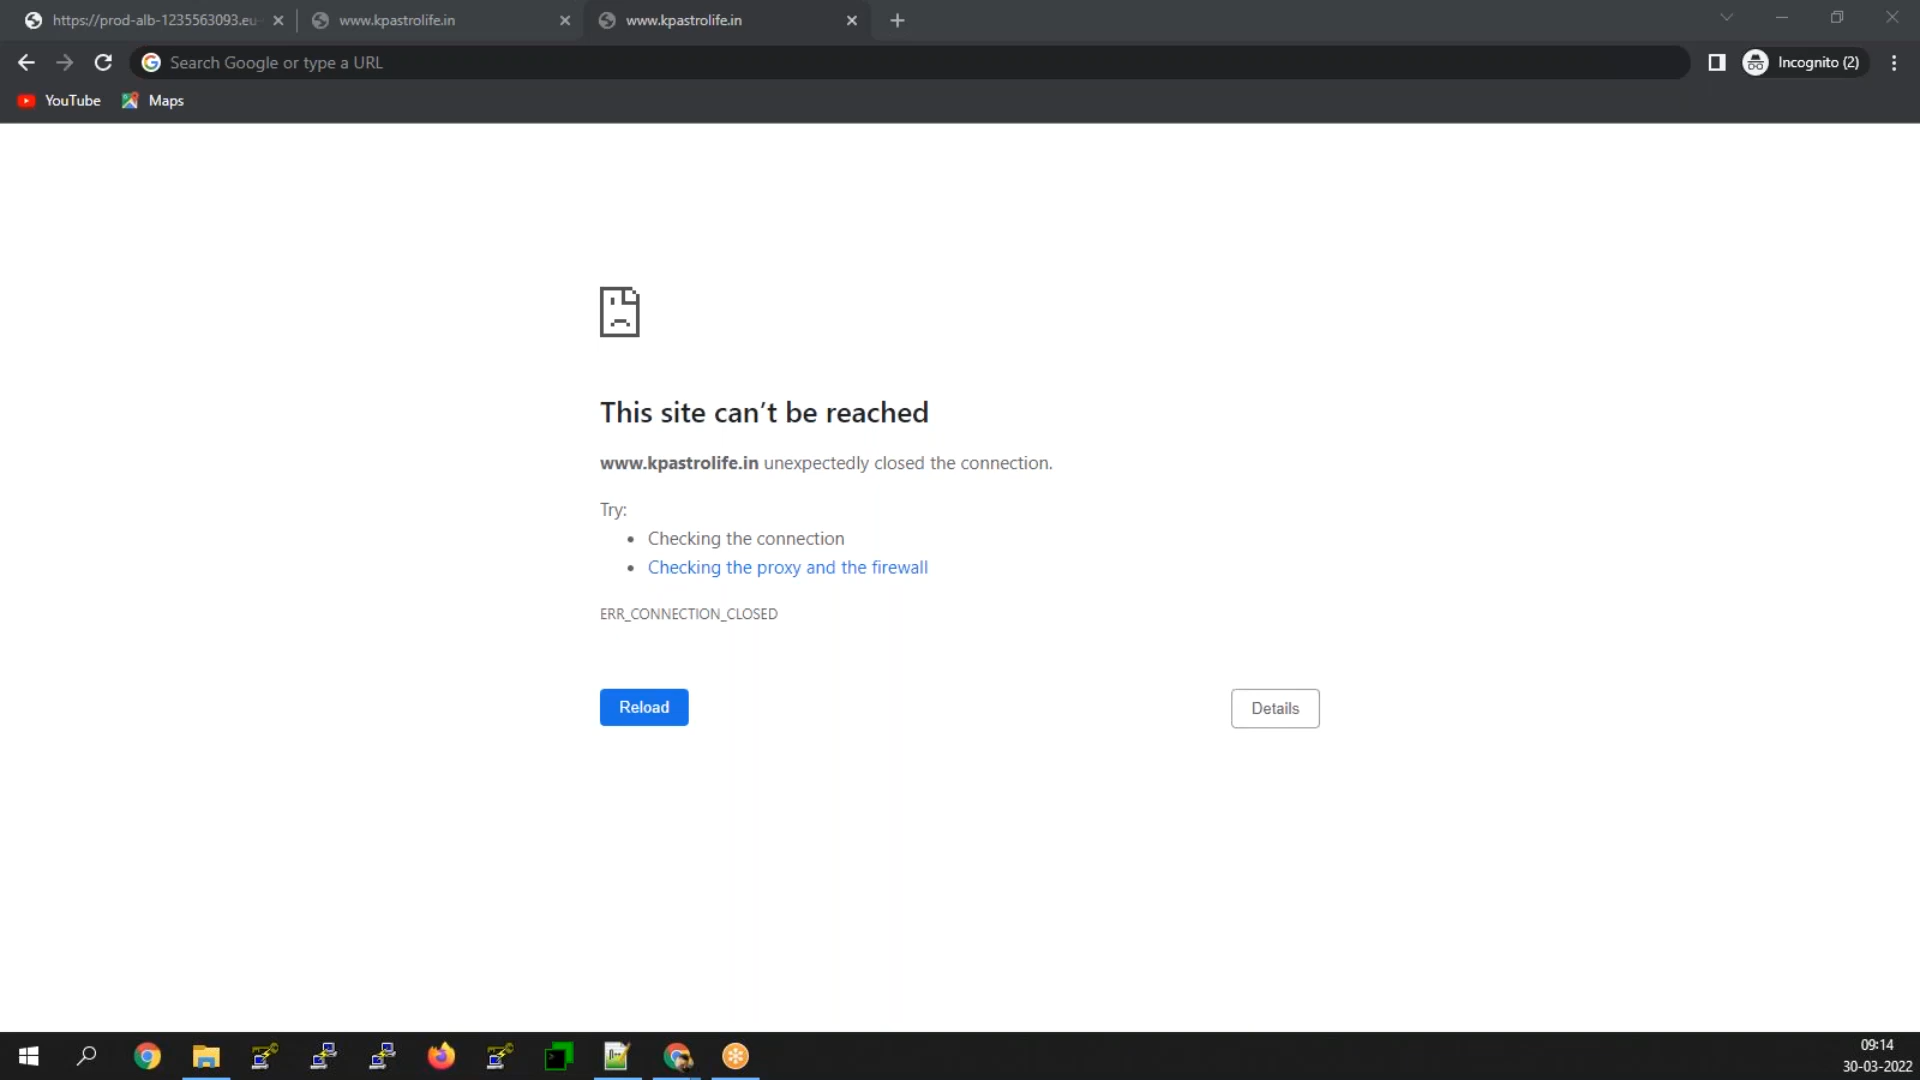 https://prod-alb-1235563093.eu-
www.kpastrolife.in
www.kpastrolife.in
Search Google or type a URL
Incognito (2)
YouTube
Maps
This site can’t be reached
www.kpastrolife.in unexpectedly closed the connection.
Try:
Checking the connection
Checking the proxy and the firewall
ERR_CONNECTION_CLOSED
Reload
Details
09:14
30-03-2022